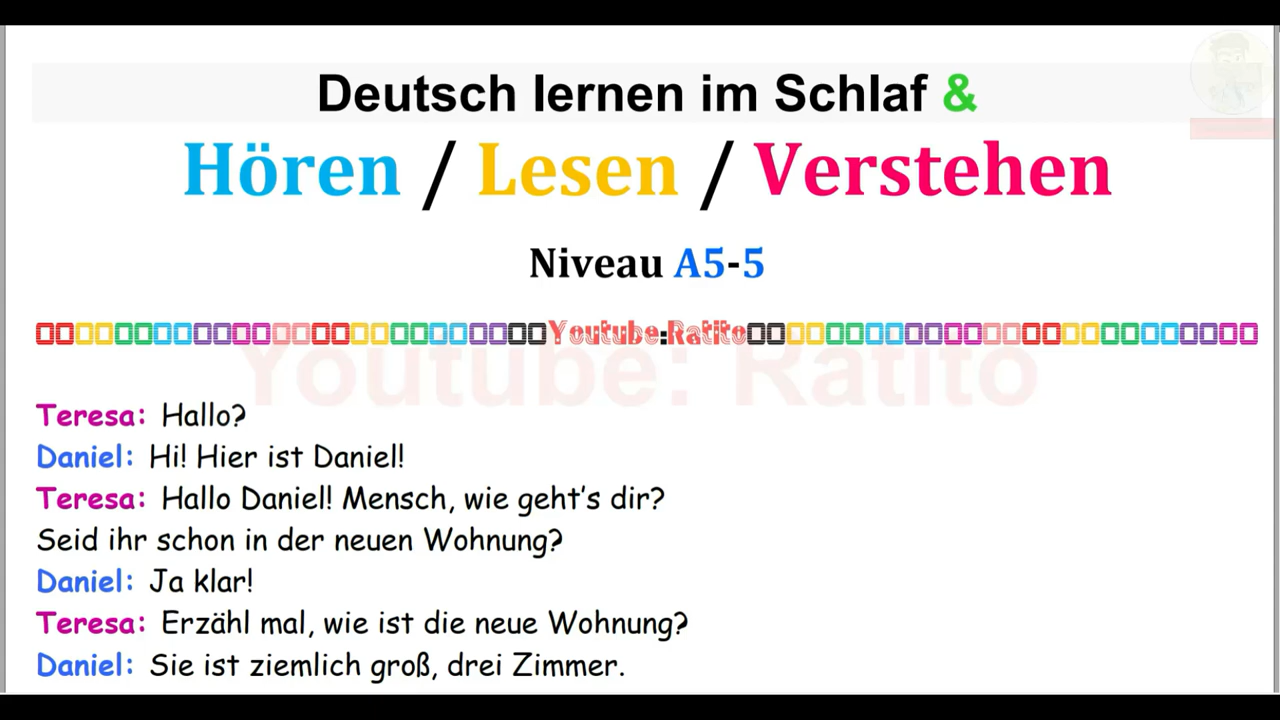 Deutsch lernen im Schlaf &
Hören / Lesen / Verstehen
Niveau A5-5
Youtube:Ratito
Youtube: Ratito
Teresa: Hallo?
Daniel: Hi! Hier ist Daniel!
Teresa: Hallo Daniel! Mensch, wie geht's dir?
Seid ihr schon in der neuen Wohnung?
Daniel: Ja klar!
Teresa: Erzähl mal, wie ist die neue Wohnung?
Daniel: Sie ist ziemlich groß, drei Zimmer.